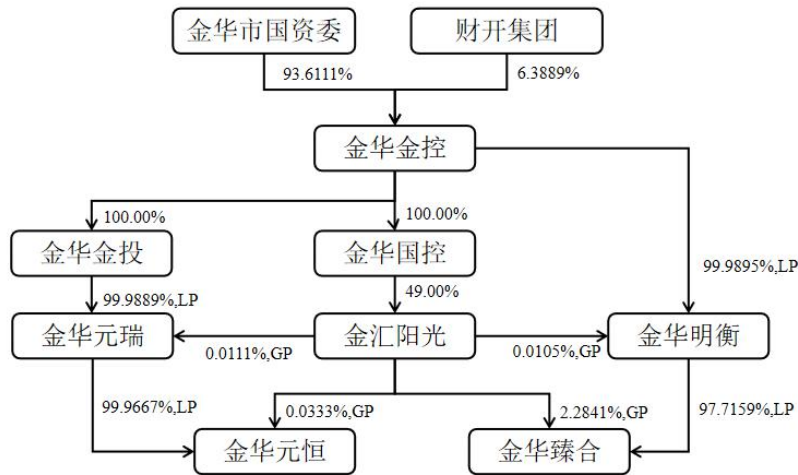 金华市国资委
财开集团
93.6111%
6.3889%
金华金控
100.00%
100.00%
金华金投
金华国控
99.9895%,LP
99.9889%,LP
49.00%
金华元瑞
金汇阳光
金华明衡
0.0111%,GP
0.0105%,GP
99.9667%,LP
0.0333%,GP
2.2841%,GP
97.7159%,LP
金华元恒
金华臻合